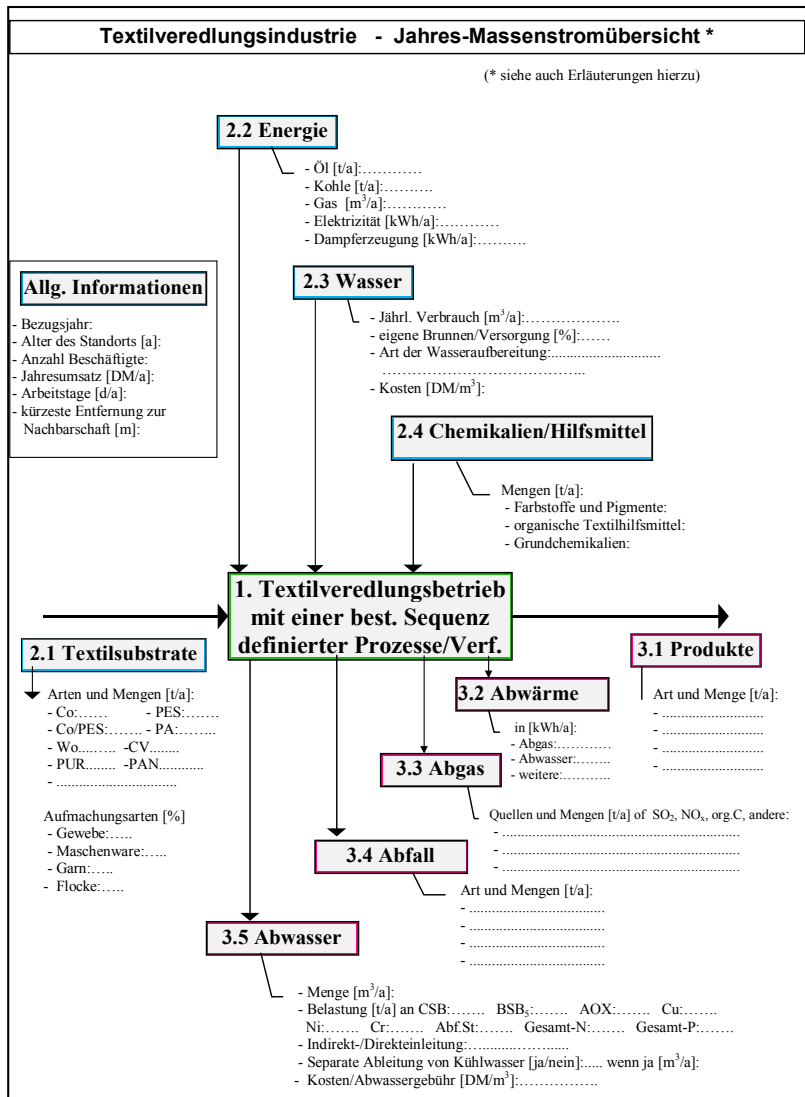 Textilveredlungsindustrie - Jahres-Massenstromübersicht *
(* siehe auch Erläuterungen hierzu)
2.2 Energie
- Öl [t/a]:............
- Kohle [t/a]:..........
- Gas [m³/a]:............
- Elektrizität [kWh/a]:............
- Dampferzeugung [kWh/a]:..........
Allg. Informationen
- Bezugsjahr:
- Alter des Standorts [a]:
- Anzahl Beschäftigte:
- Jahresumsatz [DM/a]:
- Arbeitstage [d/a]:
- kürzeste Entfernung zur
Nachbarschaft [m]:
2.3 Wasser
- Jährl. Verbrauch [m³/a]:...................
- eigene Brunnen/Versorgung [%]:......
- Art der Wasseraufbereitung:.............................
.......................................
- Kosten [DM/m³]:
2.4 Chemikalien/Hilfsmittel
Mengen [t/a]:
- Farbstoffe und Pigmente:
- organische Textilhilfsmittel:
- Grundchemikalien:
1. Textilveredlungsbetrieb
mit einer best. Sequenz
definierter Prozesse/Verf.
2.1 Textilsubstrate
Arten und Mengen [t/a]:
- Co:...... - PES:.......
- Co/PES:....... - PA:........
- Wo......... -CV........
- PUR........ -PAN............
- ................................
Aufmachungsarten [%]
- Gewebe:.....
- Maschenware:.....
- Garn:.....
- Flocke:.....
3.1 Produkte
Art und Menge [t/a]:
- ...........................
- ...........................
- ...........................
- ...........................
3.2 Abwärme
in [kWh/a]:
- Abgas:...........
- Abwasser:........
- weitere:..........
3.3 Abgas
Quellen und Mengen [t/a] of SO₂, NOₓ, org.C, andere:
- ................................................................
- ................................................................
- ................................................................
3.4 Abfall
Art und Mengen [t/a]:
- ....................................
- ....................................
- ....................................
- ....................................
3.5 Abwasser
- Menge [m³/a]:
- Belastung [t/a] an CSB:....... BSB₅:....... AOX:....... Cu:.......
Ni:....... Cr:....... Abf.St:....... Gesamt-N:....... Gesamt-P:.......
- Indirekt-/Direkteinleitung:.......................
- Separate Ableitung von Kühlwasser [ja/nein]:..... wenn ja [m³/a]:
- Kosten/Abwassergebühr [DM/m³]:...............